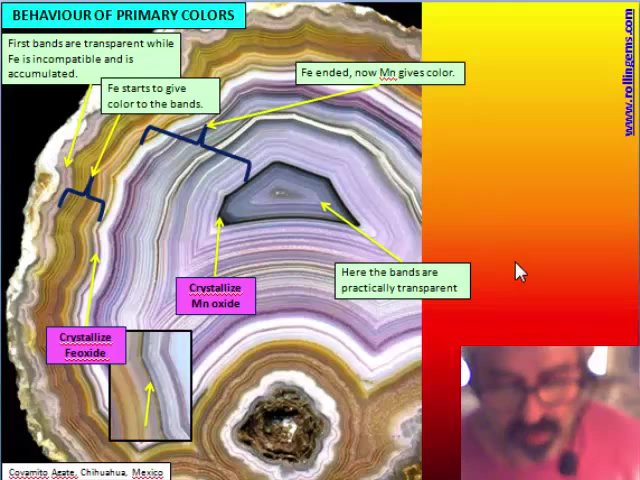 BEHAVIOUR OF PRIMARY COLORS
www.rollingems.com
First bands are transparent while
Fe is incompatible and is
accumulated.
Fe ended, now Mn gives color.
Fe starts to give
color to the bands.
Here the bands are
practically transparent
Crystallize
Mn oxide
Crystallize
Feoxide
Coyamito Agate, Chihuahua, Mexico